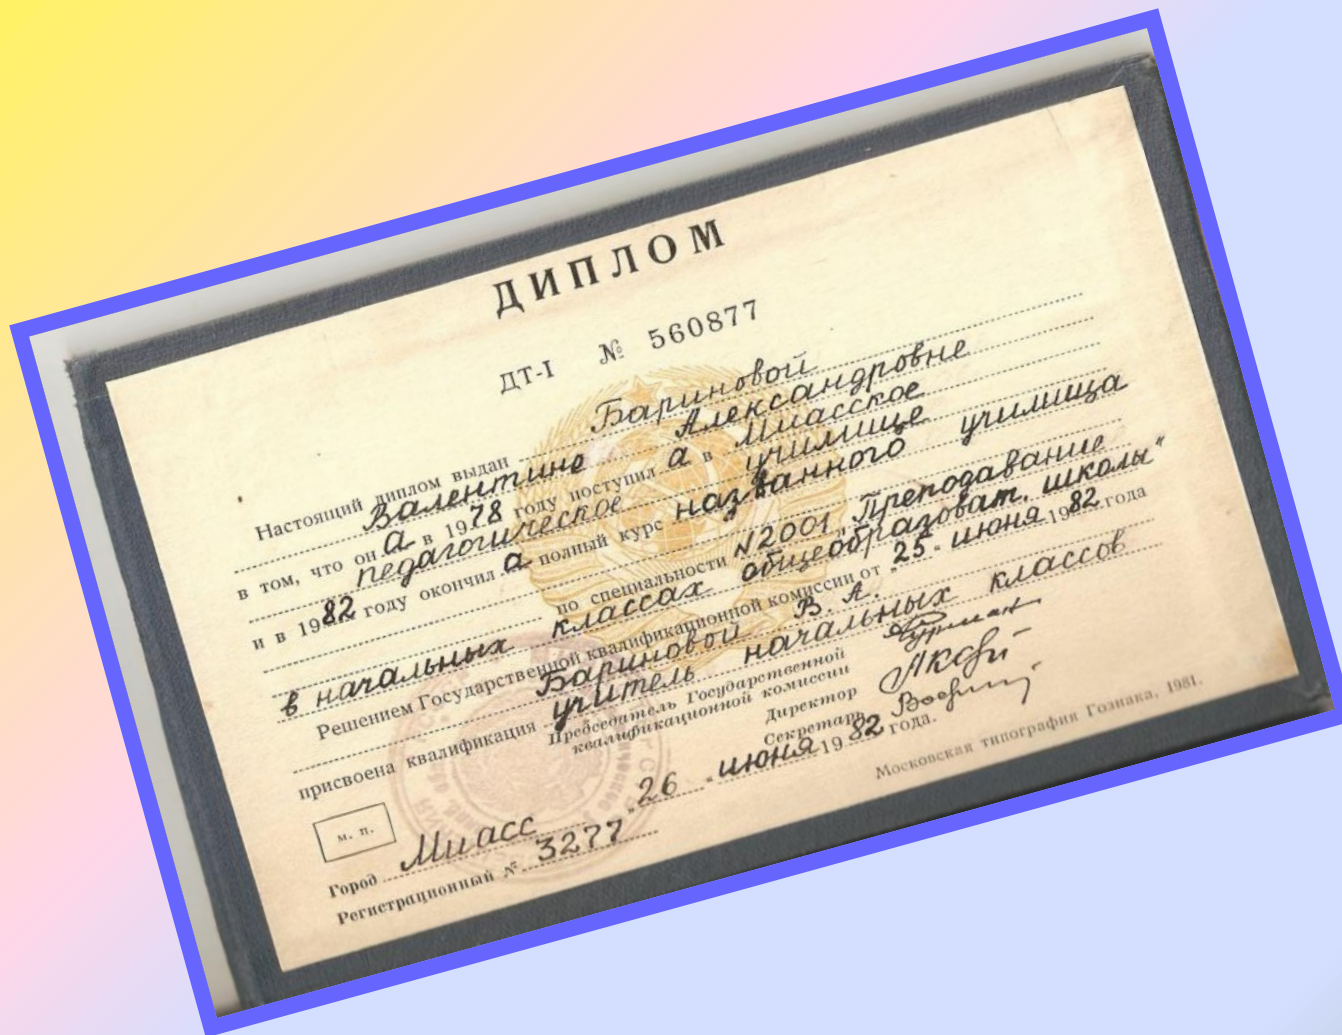 ДИПЛОМ
ДТ-I № 560877
Настоящий диплом выдан Бариновой
Валентине Александровне
в том, что он а в 1978 году поступил а в Миасское
педагогическое училище
и в 1982 году окончил а полный курс названного училища
по специальности №2001 „Преподавание
в начальных классах общеобразоват. школы“
Решением Государственной квалификационной комиссии от „25“ июня 1982 года
Бариновой В. А.
присвоена квалификация учитель начальных классов
Председатель Государственной
квалификационной комиссии
Директор
Секретарь
м. п.
„26“ июня 1982 года.
Город Миасс
Регистрационный № 3277
Московская типография Гознака. 1981.